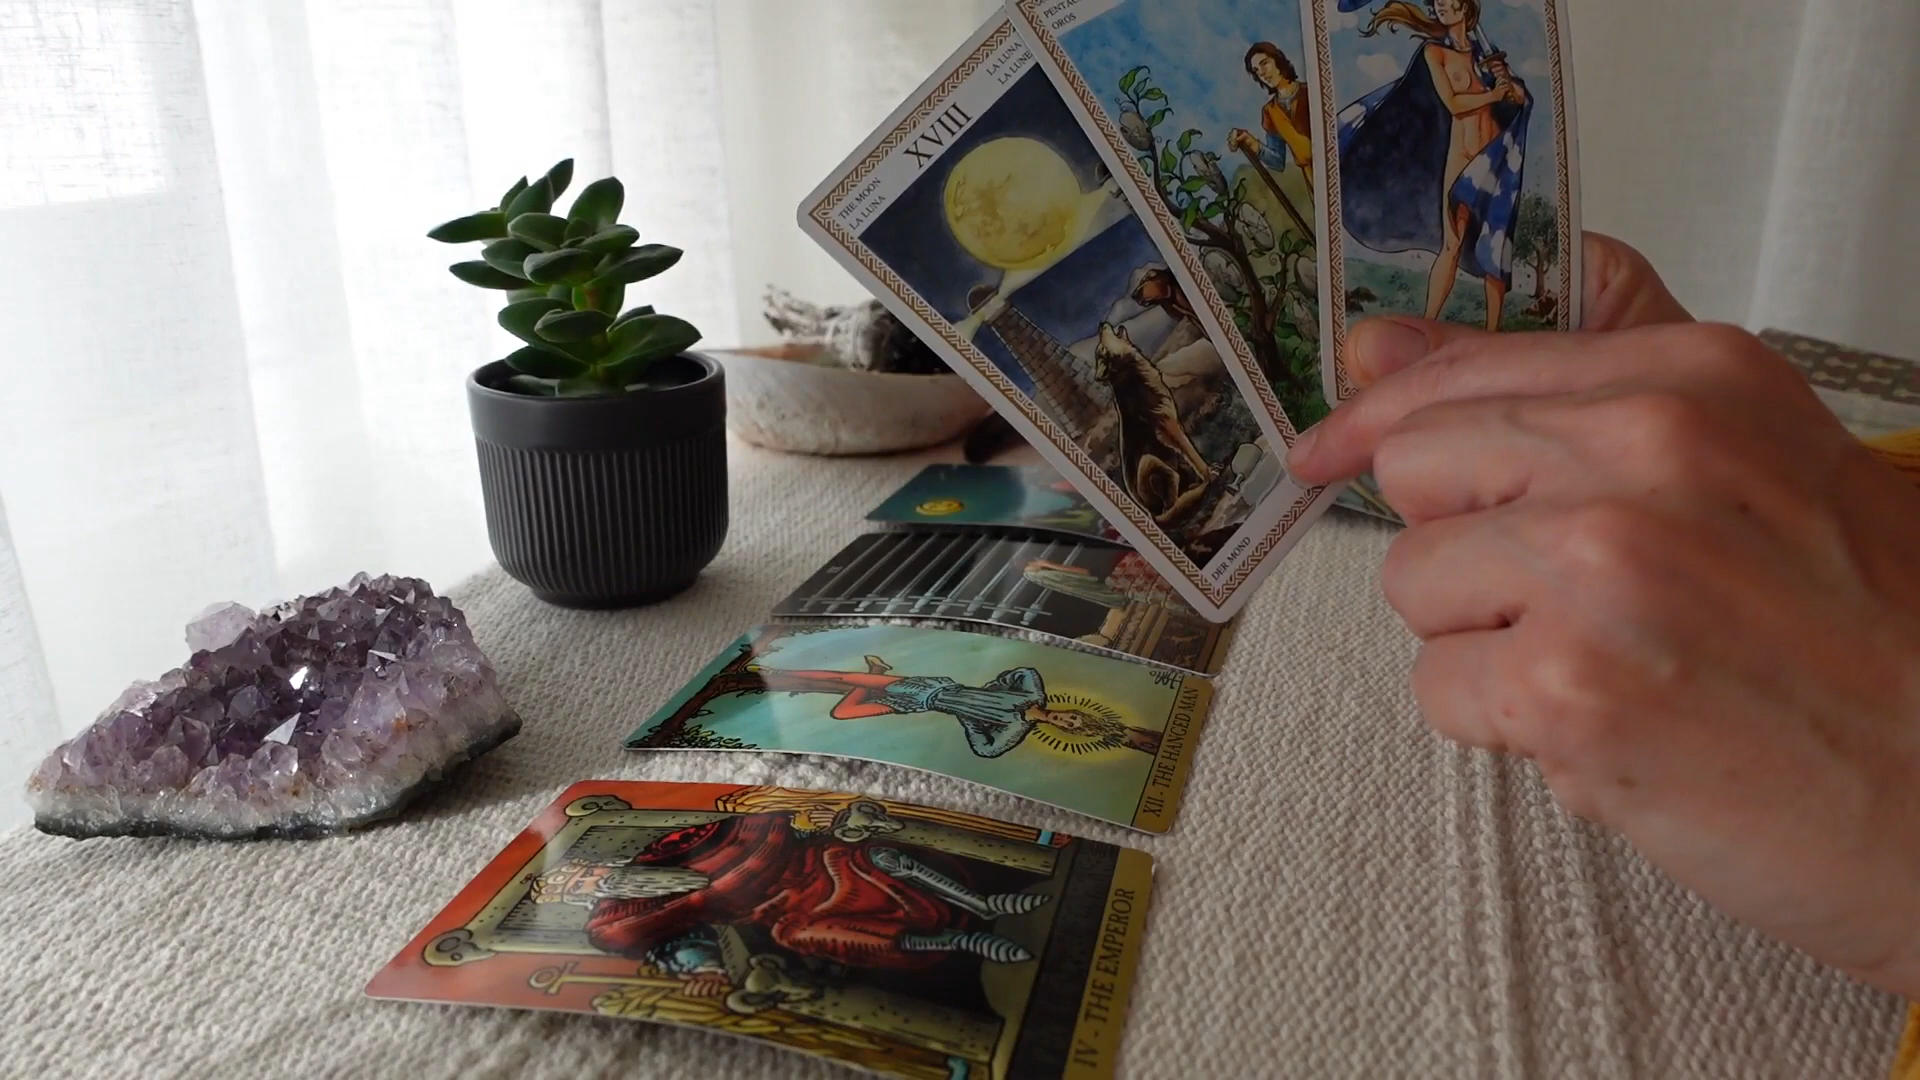 XVIII
THE MOON
LA LUNA
LA LUNA
LA LUNE
DER MOND
OROS
XII - THE HANGED MAN
IV - THE EMPEROR